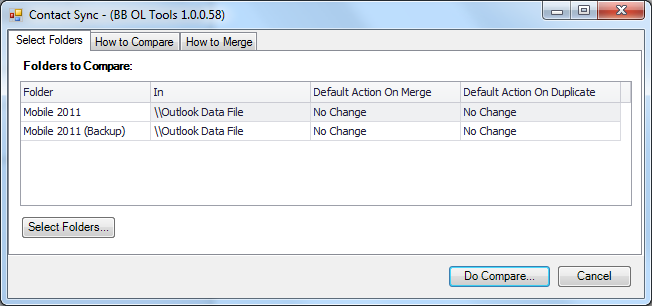 Contact Sync - (BB OL Tools 1.0.0.58)
Select Folders How to Compare How to Merge
Folders to Compare:
Folder In Default Action On Merge Default Action On Duplicate
Mobile 2011 \\Outlook Data File No Change No Change
Mobile 2011 (Backup) \\Outlook Data File No Change No Change
Select Folders...
Do Compare... Cancel